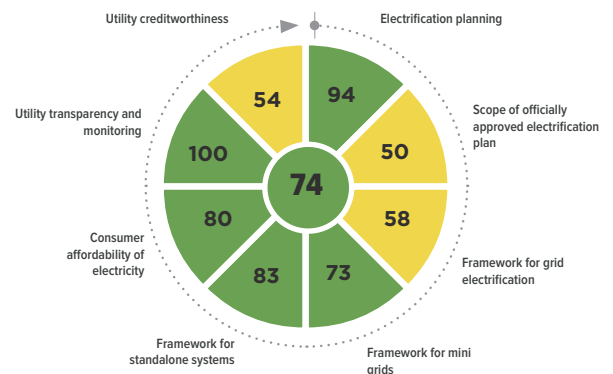 Utility creditworthiness
Electrification planning
54
94
Utility transparency and
monitoring
Scope of officially
approved electrification
plan
100
50
74
80
58
Consumer
affordability of
electricity
Framework for grid
electrification
83
73
Framework for
standalone systems
Framework for mini
grids